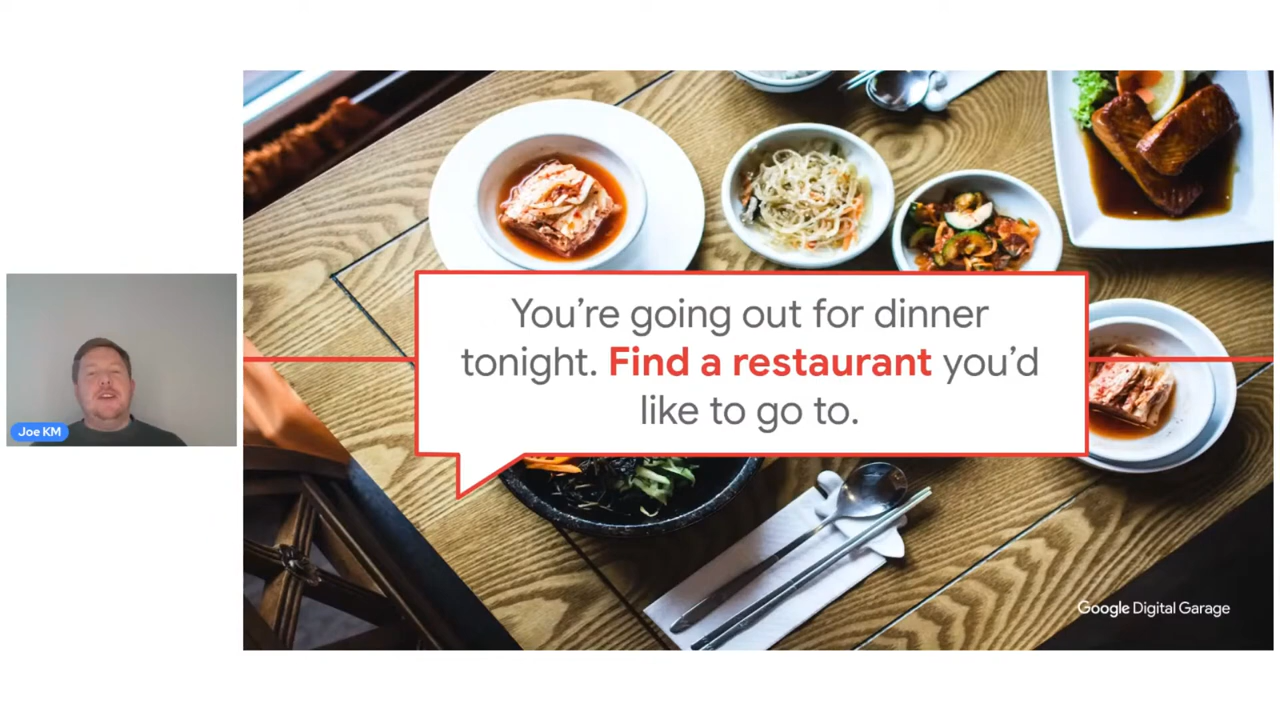 You’re going out for dinner
tonight. Find a restaurant you’d
like to go to.
Joe KM
Google Digital Garage